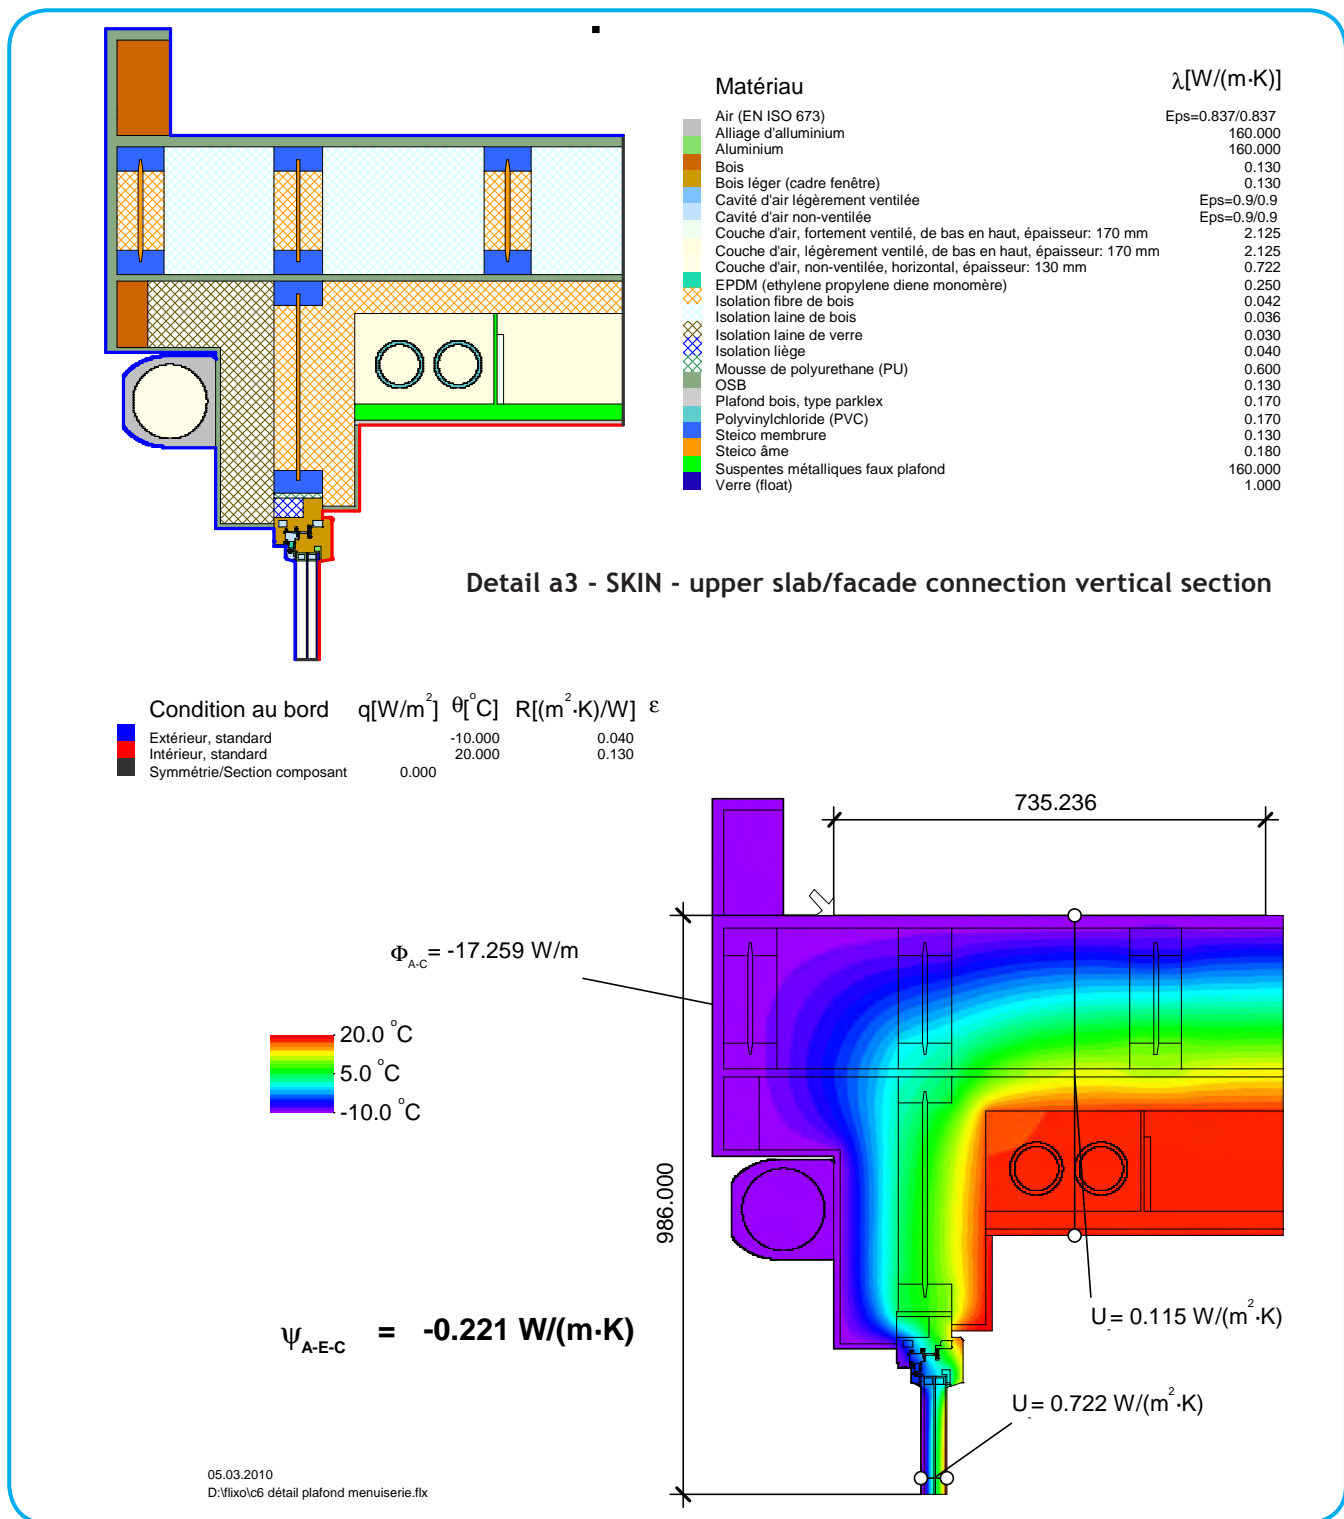 Matériau λ[W/(m·K)]
Air (EN ISO 673) Eps=0.837/0.837
Alliage d'alluminium 160.000
Aluminium 160.000
Bois 0.130
Bois léger (cadre fenêtre) 0.130
Cavité d'air légèrement ventilée Eps=0.9/0.9
Cavité d'air non-ventilée Eps=0.9/0.9
Couche d'air, fortement ventilé, de bas en haut, épaisseur: 170 mm 2.125
Couche d'air, légèrement ventilé, de bas en haut, épaisseur: 170 mm 2.125
Couche d'air, non-ventilée, horizontal, épaisseur: 130 mm 0.722
EPDM (ethylene propylene diene monomère) 0.250
Isolation fibre de bois 0.042
Isolation laine de bois 0.036
Isolation laine de verre 0.030
Isolation liège 0.040
Mousse de polyurethane (PU) 0.600
OSB 0.130
Plafond bois, type parklex 0.170
Polyvinylchloride (PVC) 0.170
Steico membrure 0.130
Steico âme 0.180
Suspentes métalliques faux plafond 160.000
Verre (float) 1.000
Detail a3 - SKIN - upper slab/facade connection vertical section
Condition au bord q[W/m²] θ[°C] R[(m²·K)/W] ε
Extérieur, standard -10.000 0.040
Intérieur, standard 20.000 0.130
Symmétrie/Section composant 0.000
735.236
ΦA-C= -17.259 W/m
20.0 °C
5.0 °C
-10.0 °C
986.000
U= 0.115 W/(m²·K)
ψA-E-C = -0.221 W/(m·K)
U= 0.722 W/(m²·K)
05.03.2010
D:\flixo\c6 détail plafond menuiserie.flx